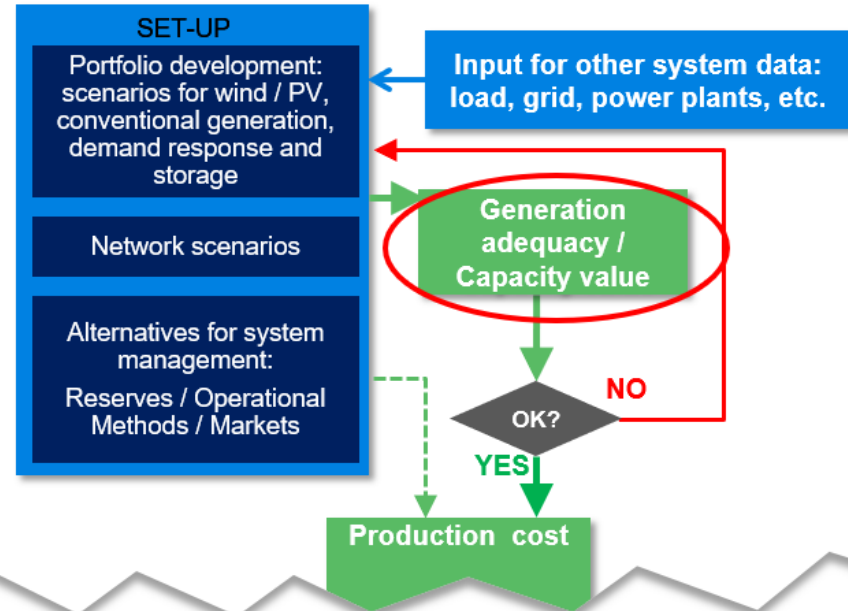 SET-UP
Portfolio development:
scenarios for wind / PV,
conventional generation,
demand response and
storage
Network scenarios
Alternatives for system
management:
Reserves / Operational
Methods / Markets
Input for other system data:
load, grid, power plants, etc.
Generation
adequacy /
Capacity value
NO
OK?
YES
Production cost